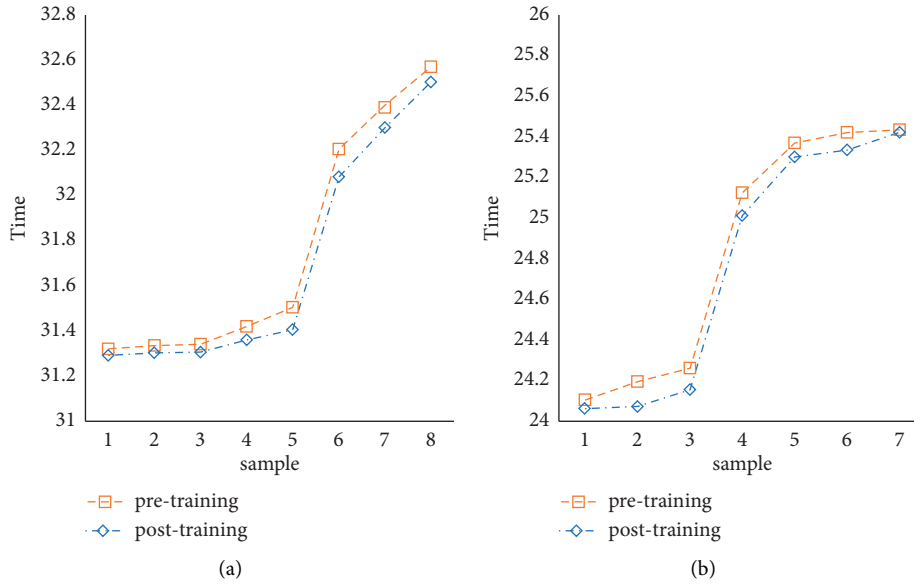 32.8
32.6
32.4
32.2
32
31.8
31.6
31.4
31.2
31
Time
1 2 3 4 5 6 7 8
sample
pre-training
post-training
(a)
26
25.8
25.6
25.4
25.2
25
24.8
24.6
24.4
24.2
24
Time
1 2 3 4 5 6 7
sample
pre-training
post-training
(b)